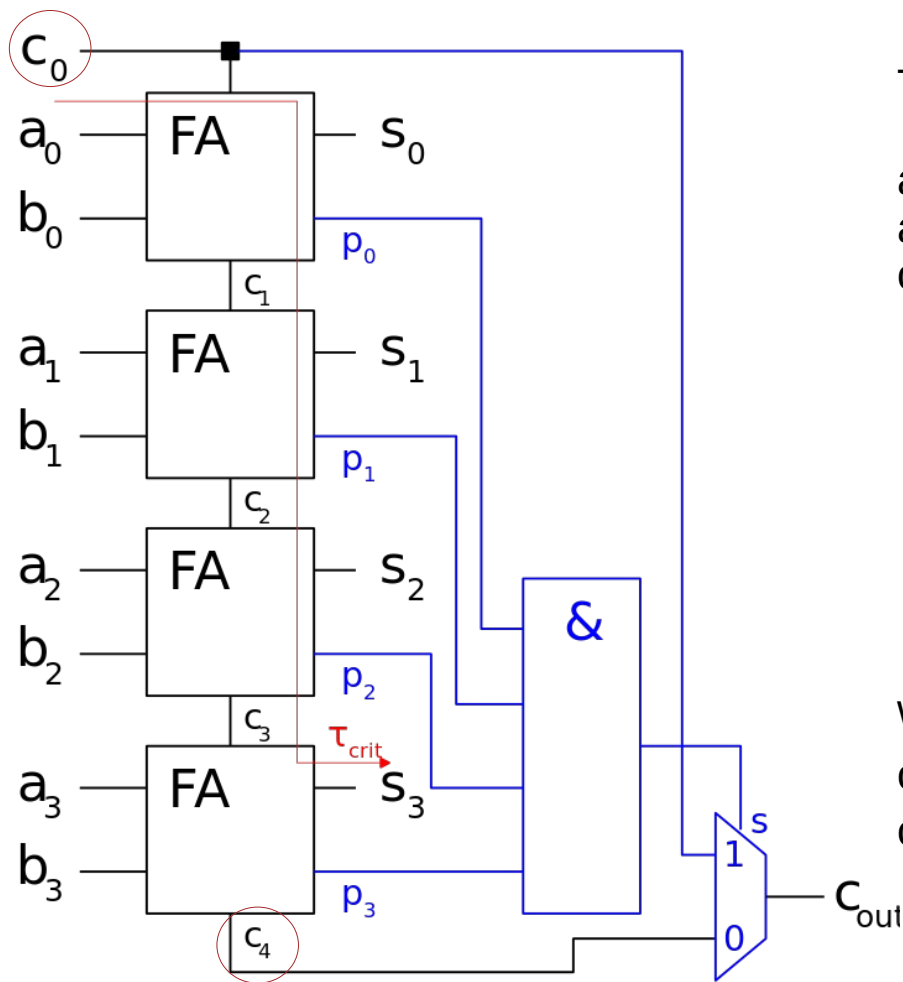 c0
a0 FA s0
b0 p0
c1
a1 FA s1
b1 p1
c2
a2 FA s2
&
b2 p2
c3 τcrit
a3 FA s3
s
1
b3 p3
cout
c4 0